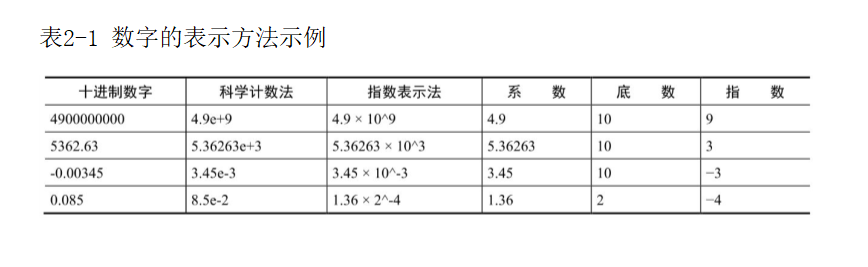 表2-1 数字的表示方法示例
十进制数字 科学计数法 指数表示法 系 数 底 数 指 数
4900000000 4.9e+9 4.9 × 10^9 4.9 10 9
5362.63 5.36263e+3 5.36263 × 10^3 5.36263 10 3
-0.00345 3.45e-3 3.45 × 10^-3 3.45 10 −3
0.085 8.5e-2 1.36 × 2^-4 1.36 2 −4